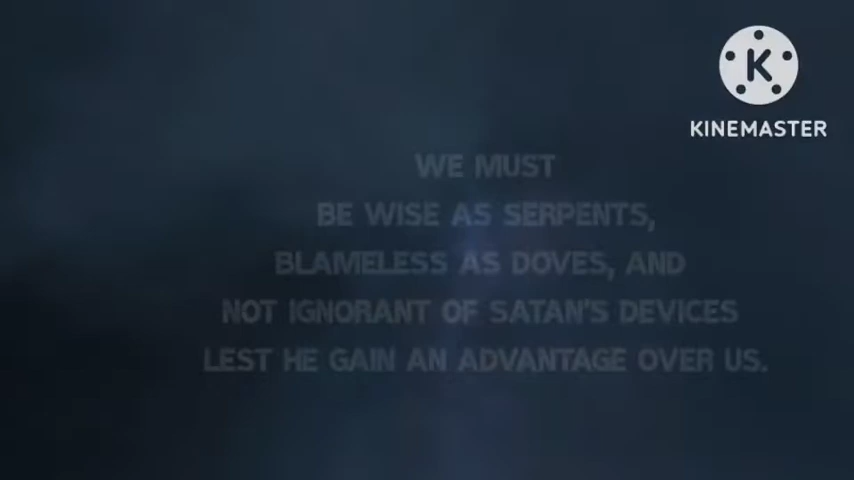 K
KINEMASTER
WE MUST
BE WISE AS SERPENTS,
BLAMELESS AS DOVES, AND
NOT IGNORANT OF SATAN'S DEVICES
LEST HE GAIN AN ADVANTAGE OVER US.